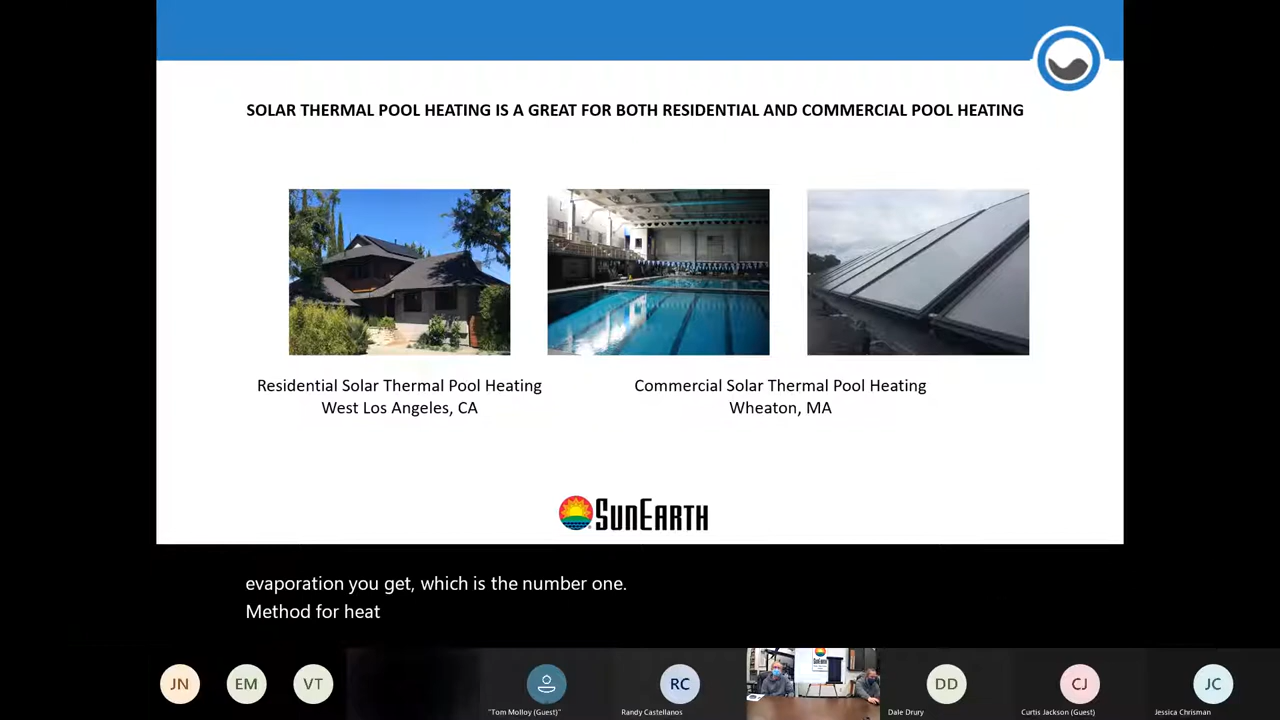 SOLAR THERMAL POOL HEATING IS A GREAT FOR BOTH RESIDENTIAL AND COMMERCIAL POOL HEATING
Residential Solar Thermal Pool Heating
West Los Angeles, CA
Commercial Solar Thermal Pool Heating
Wheaton, MA
SUNEARTH
evaporation you get, which is the number one.
Method for heat
JN
EM
VT
"Tom Molloy (Guest)"
RC
Randy Castellanos
SUNEARTH
DD
Dale Drury
CJ
Curtis Jackson (Guest)
JC
Jessica Chrisman